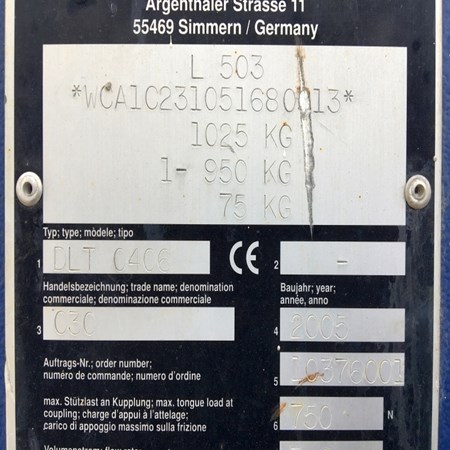 Argenthaler Strasse 11
55469 Simmern / Germany
L 503
1025 KG
1- 950 KG
75 KG
Typ; type; modèle; tipo
1 DLT 0406 CE 2 -
Handelsbezeichnung; trade name; denomination
commerciale; denominazione commerciale
Baujahr; year;
année, anno
3 C30 4 2005
Auftrags-Nr.; order number;
numéro de commande; numero d'ordine
5 10376001
max. Stützlast an Kupplung; max. tongue load at
coupling; charge d'appui à l'attelage;
carico di appoggio massimo sulla frizione
6 750 N